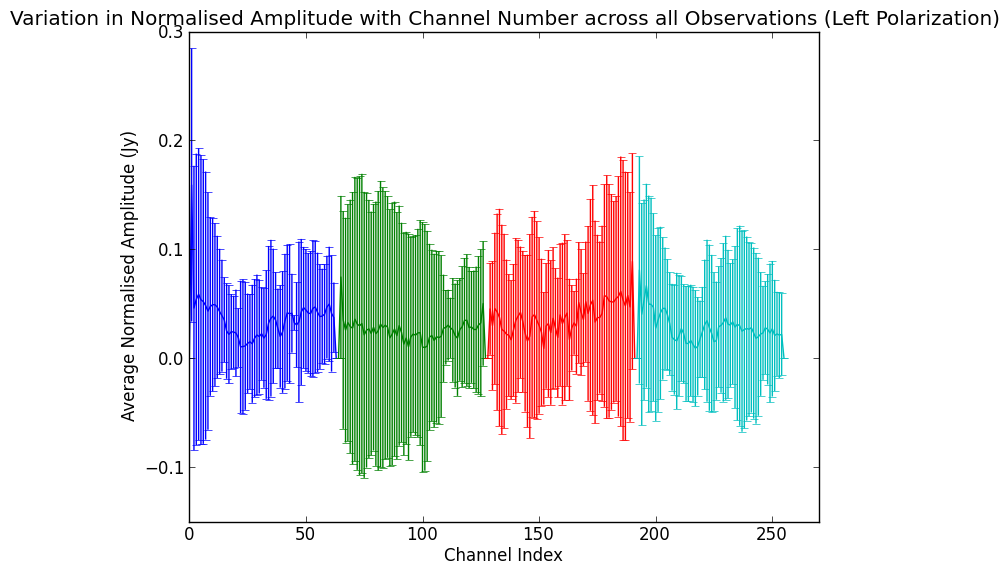 Variation in Normalised Amplitude with Channel Number across all Observations (Left Polarization)
0.3
0.2
0.1
0.0
−0.1
Average Normalised Amplitude (Jy)
0 50 100 150 200 250
Channel Index